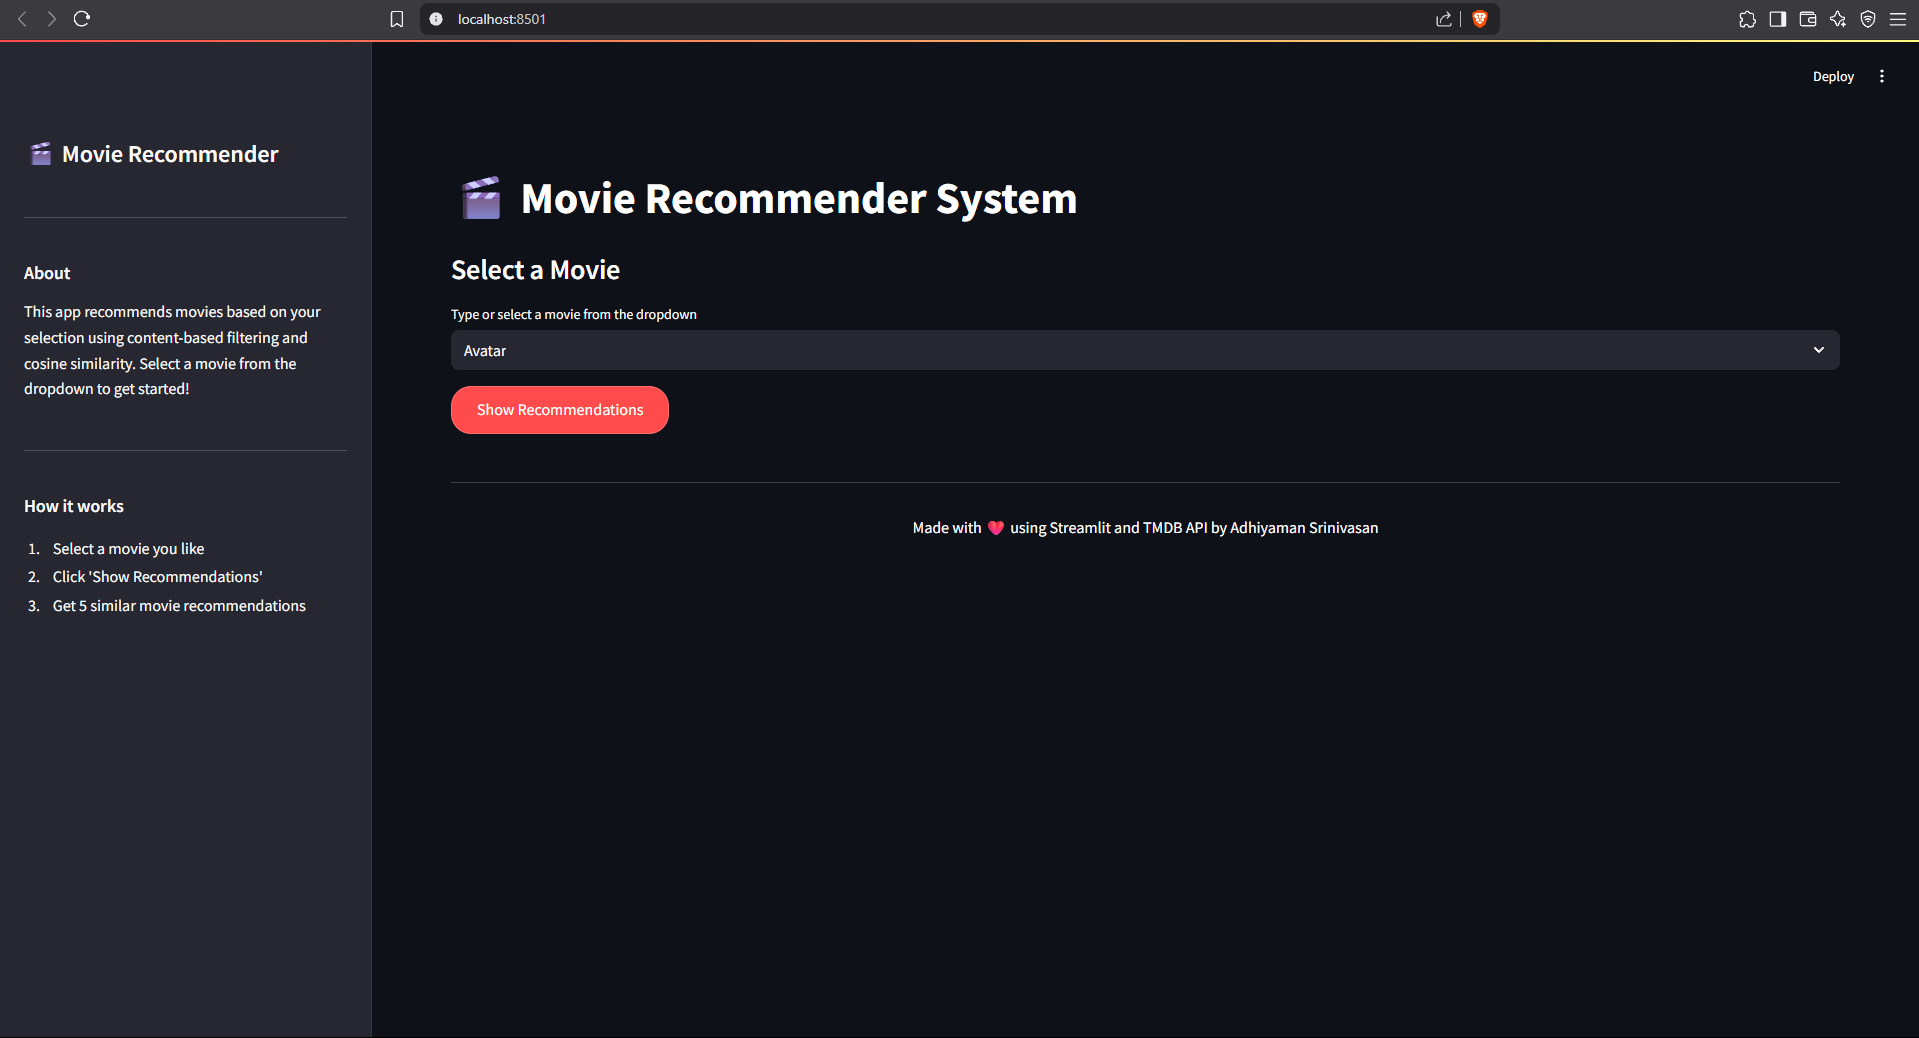 localhost:8501
Deploy
🎬 Movie Recommender
About
This app recommends movies based on your
selection using content-based filtering and
cosine similarity. Select a movie from the
dropdown to get started!
How it works
1. Select a movie you like
2. Click 'Show Recommendations'
3. Get 5 similar movie recommendations
🎬 Movie Recommender System
Select a Movie
Type or select a movie from the dropdown
Avatar
Show Recommendations
Made with ❤️ using Streamlit and TMDB API by Adhiyaman Srinivasan